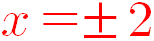 x = ± 2